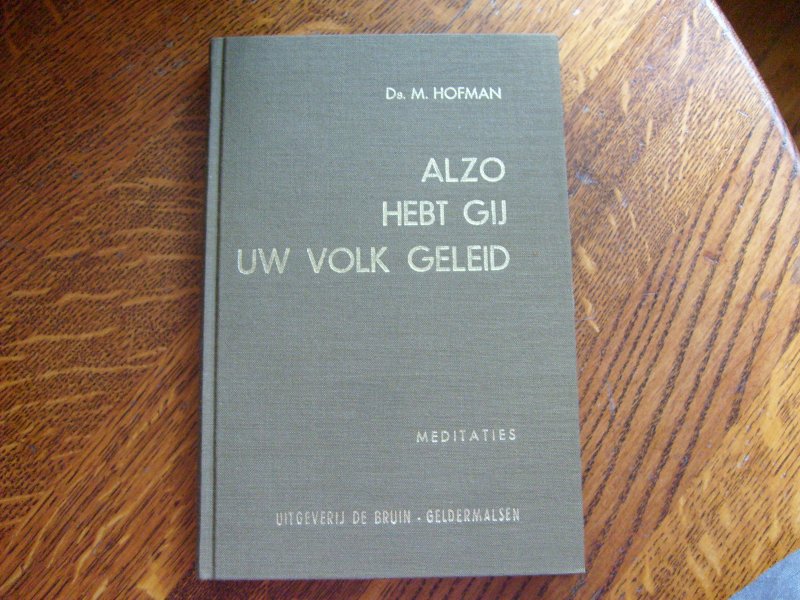 Ds. M. HOFMAN
ALZO
HEBT GIJ
UW VOLK GELEID
MEDITATIES
UITGEVERIJ DE BRUIN • GELDERMALSEN